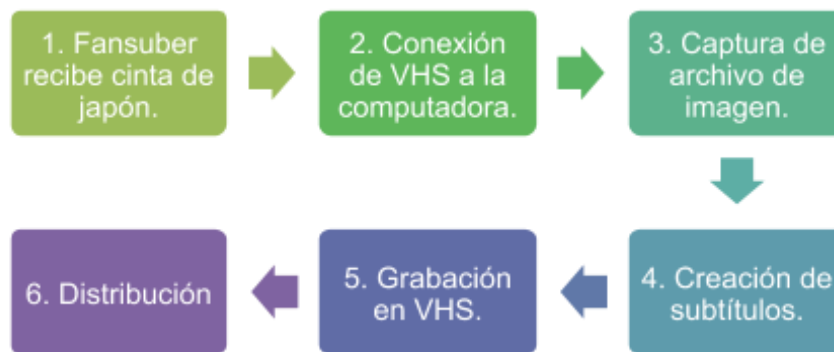 1. Fansuber
recibe cinta de
japón.
2. Conexión
de VHS a la
computadora.
3. Captura de
archivo de
imagen.
4. Creación de
subtítulos.
5. Grabación
en VHS.
6. Distribución